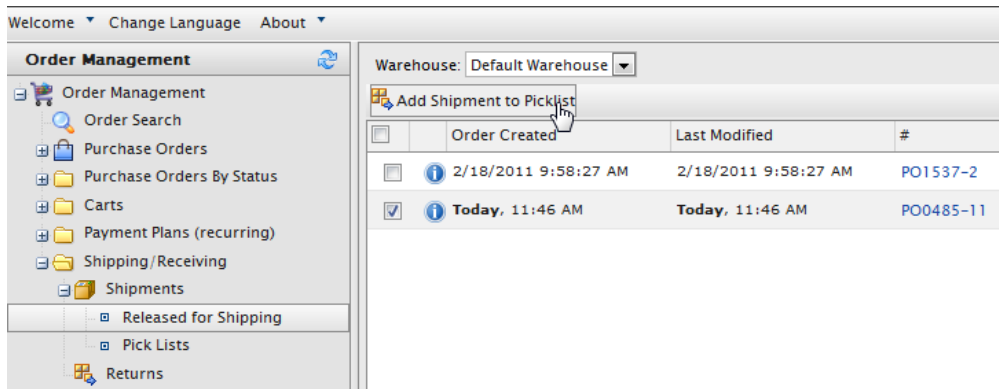 Welcome Change Language About
Order Management
Order Management
Order Search
Purchase Orders
Purchase Orders By Status
Carts
Payment Plans (recurring)
Shipping/Receiving
Shipments
Released for Shipping
Pick Lists
Returns
Warehouse: Default Warehouse
Add Shipment to Picklist
Order Created Last Modified #
2/18/2011 9:58:27 AM 2/18/2011 9:58:27 AM PO1537-2
Today, 11:46 AM Today, 11:46 AM PO0485-11